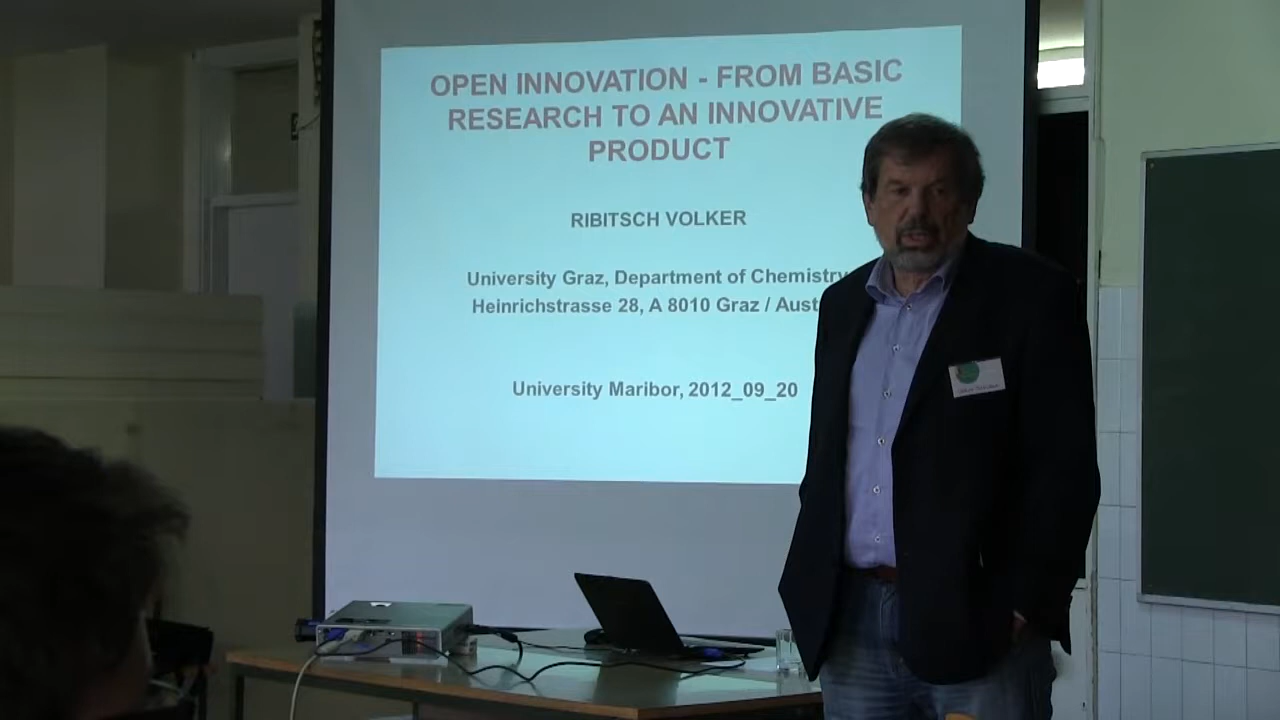 OPEN INNOVATION - FROM BASIC
RESEARCH TO AN INNOVATIVE
PRODUCT
RIBITSCH VOLKER
University Graz, Department of Chemistry
Heinrichstrasse 28, A 8010 Graz / Aust
University Maribor, 2012_09_20